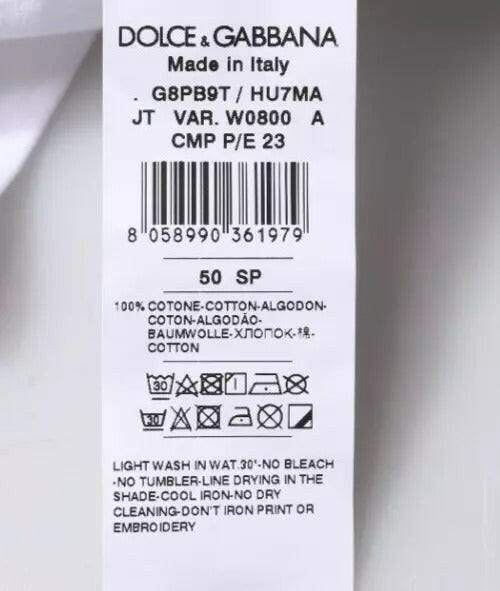 DOLCE & GABBANA
Made in Italy
. G8PB9T / HU7MA
JT VAR. W0800 A
CMP P/E 23
8 058990 361979
50 SP
100% COTONE-COTTON-ALGODON-
COTON-ALGODÃO-
BAUMWOLLE-ХЛОПОК-棉-
COTTON
30
30
LIGHT WASH IN WAT.30°-NO BLEACH
-NO TUMBLER-LINE DRYING IN THE
SHADE-COOL IRON-NO DRY
CLEANING-DON'T IRON PRINT OR
EMBROIDERY